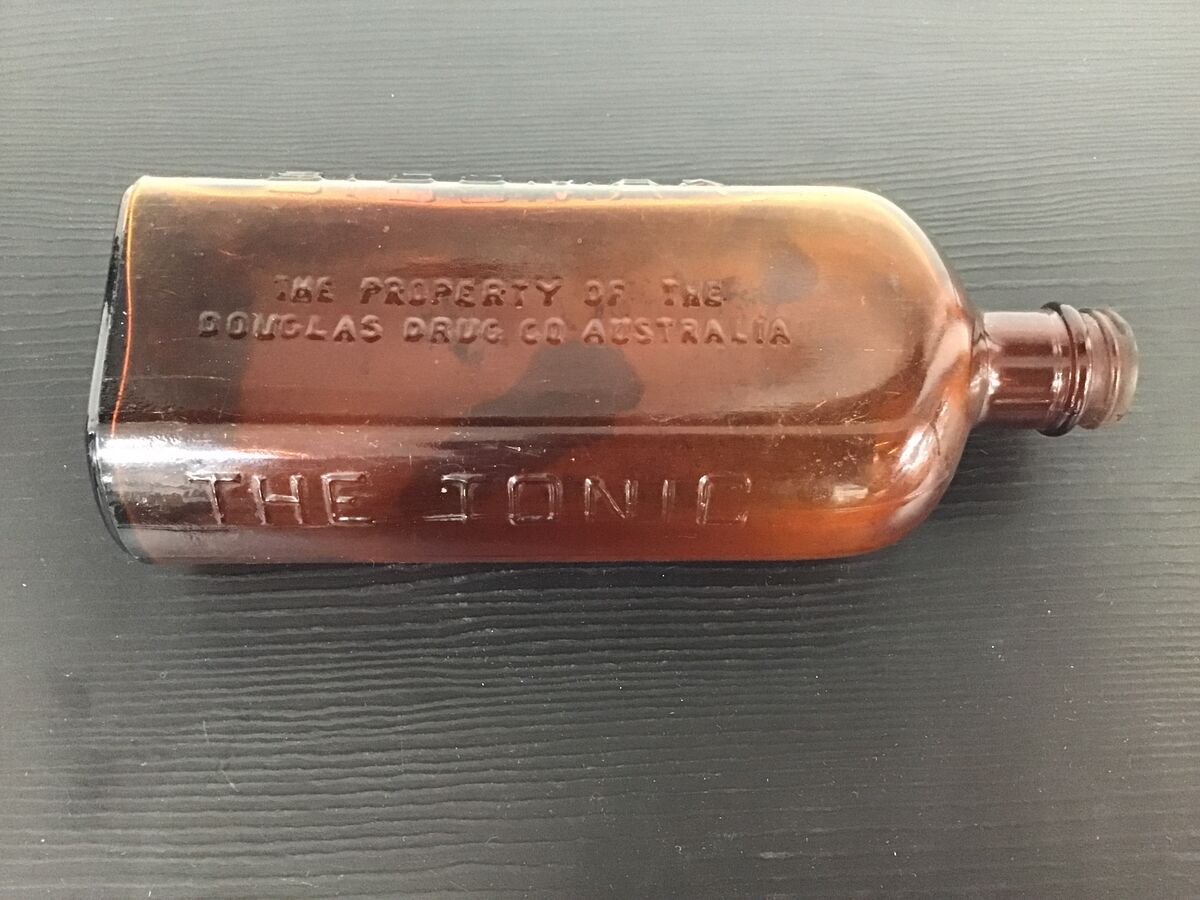 THE PROPERTY OF THE
DOUGLAS DRUG CO AUSTRALIA
THE TONIC